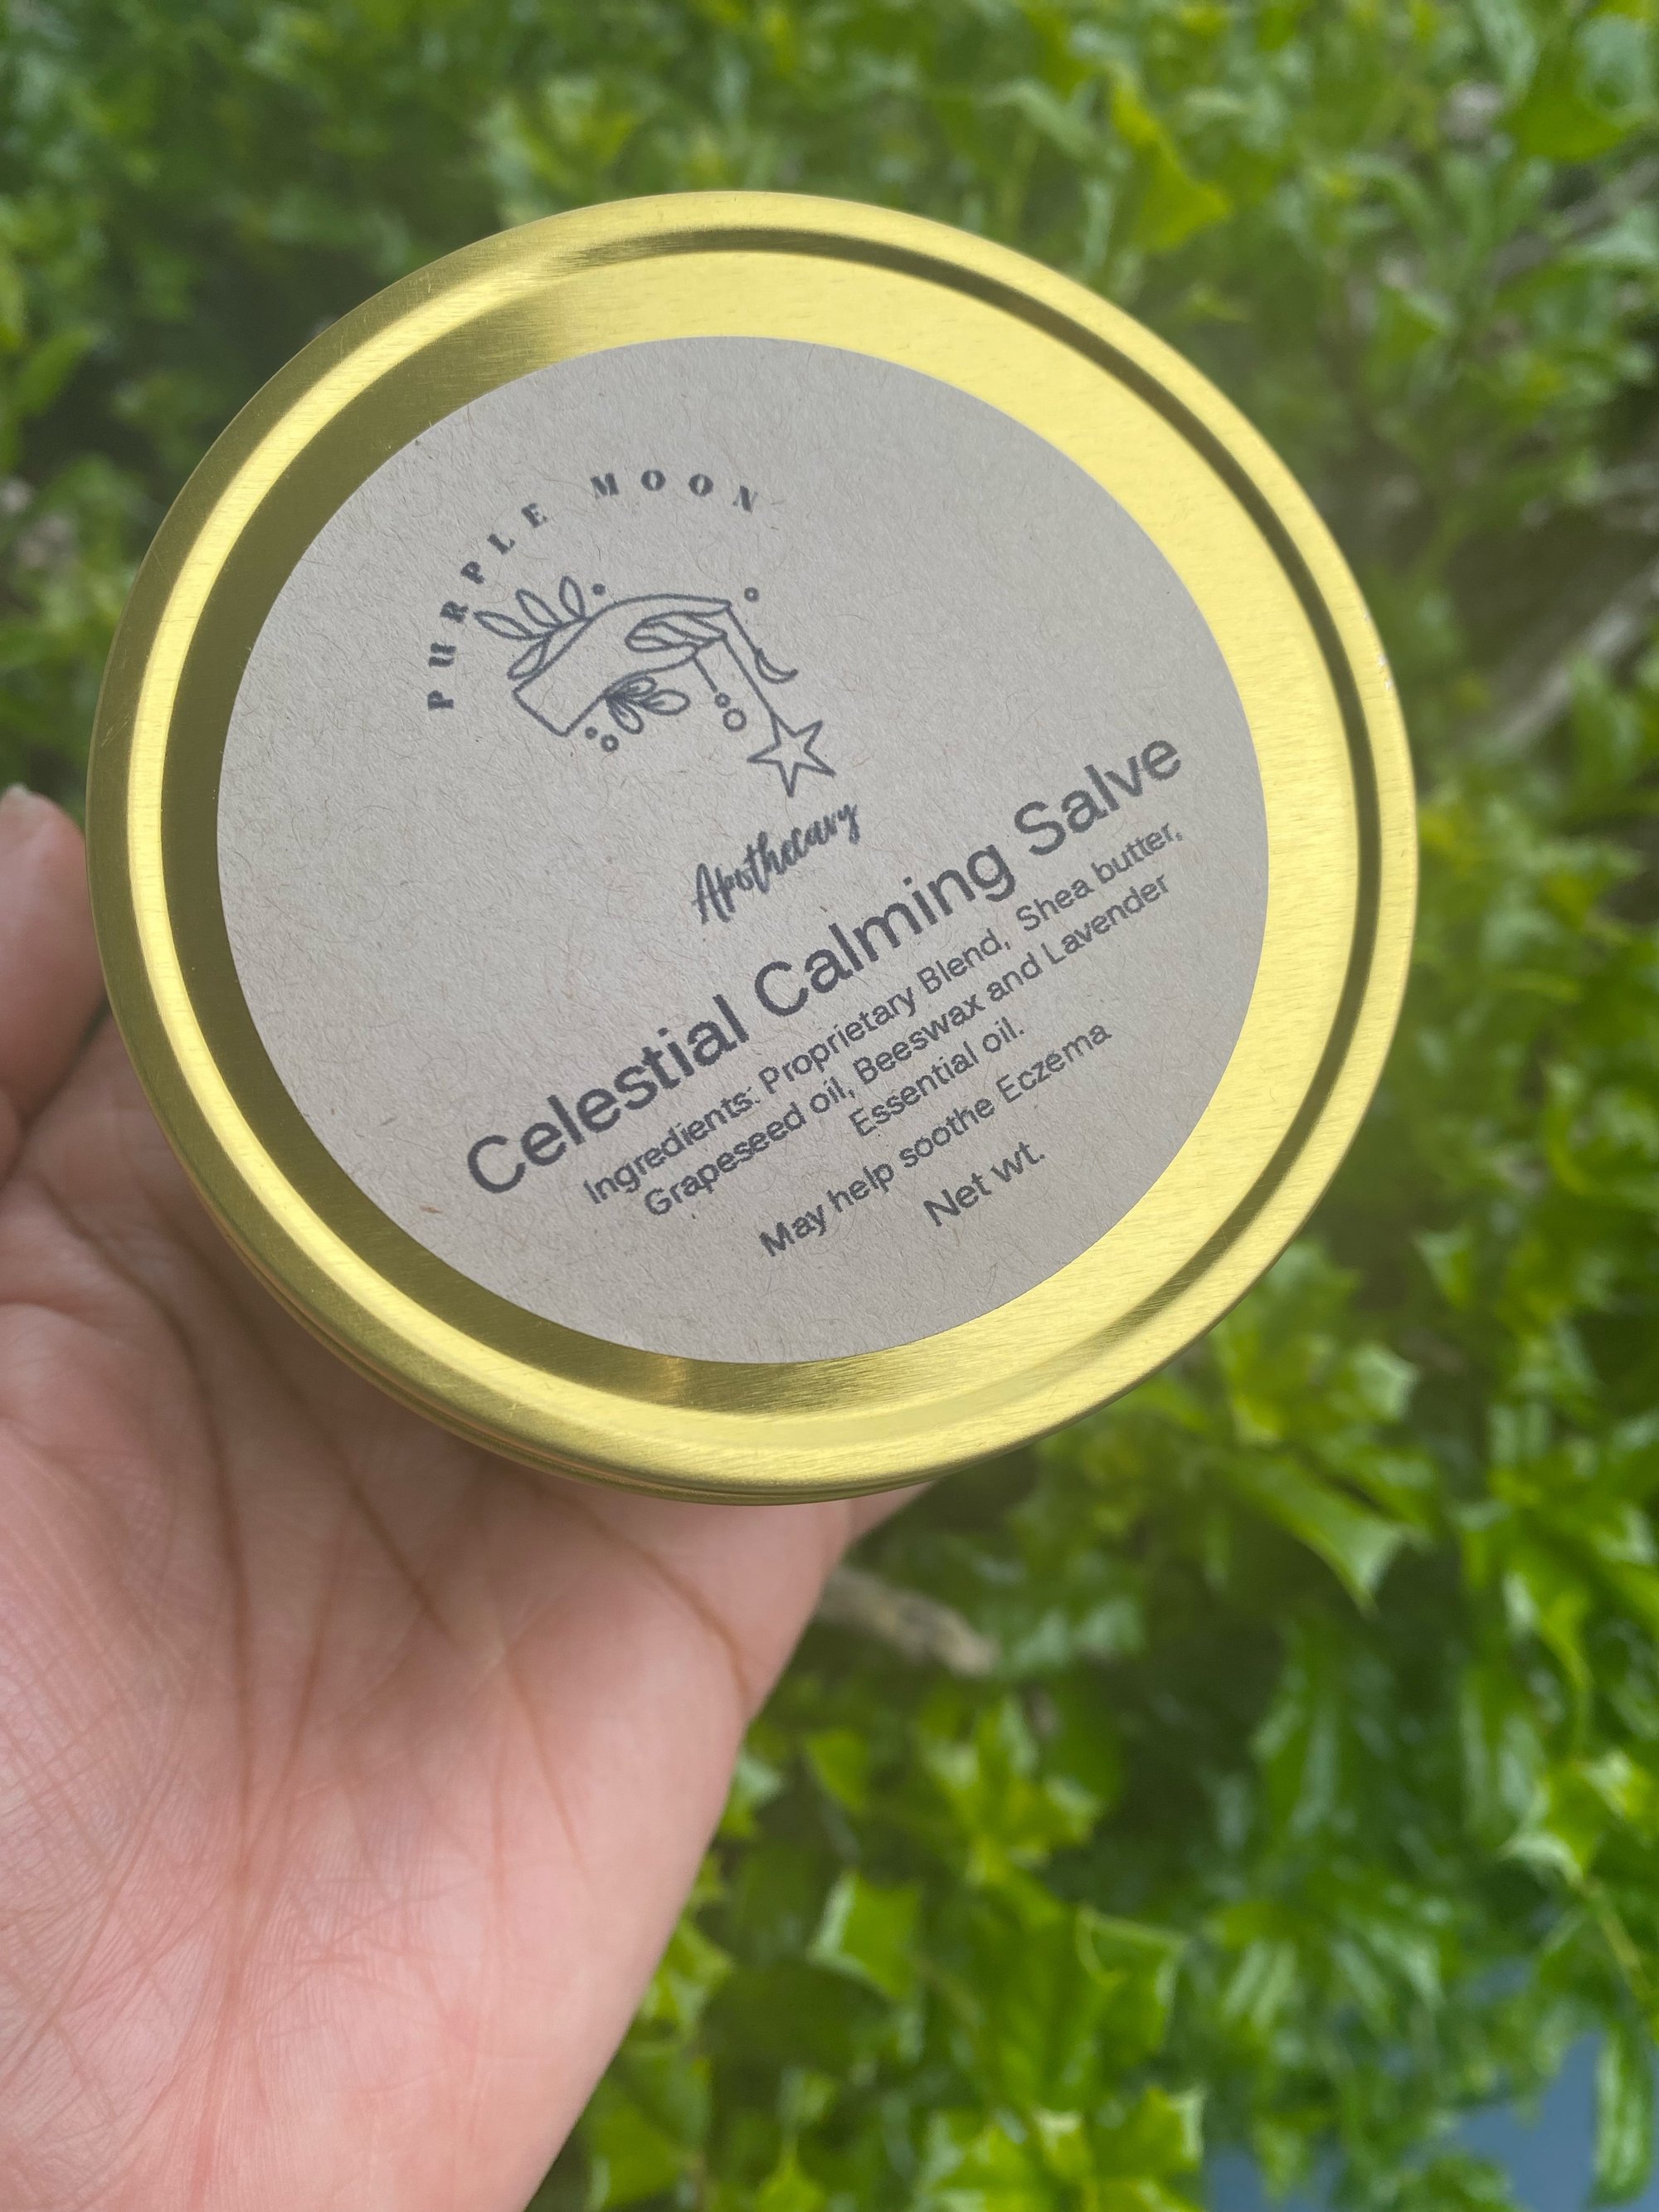 PURPLE MOON
Apothecary
Celestial Calming Salve
Ingredients: Proprietary Blend, Shea butter,
Grapeseed oil, Beeswax and Lavender
Essential oil.
May help soothe Eczema
Net wt.